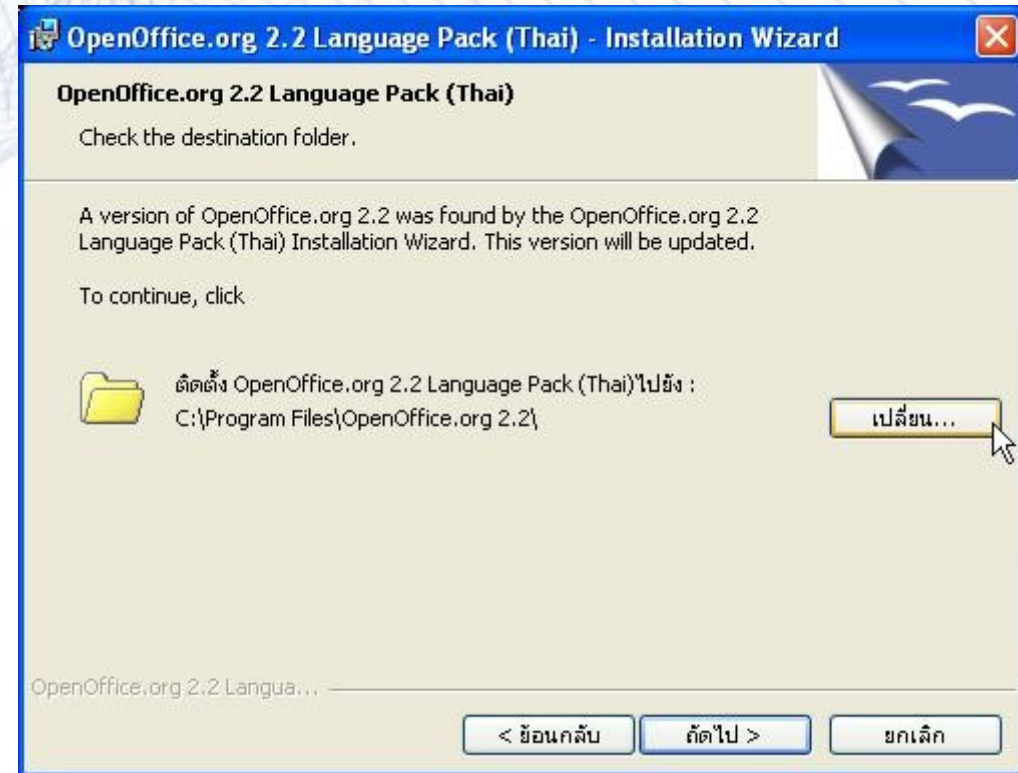 OpenOffice.org 2.2 Language Pack (Thai) - Installation Wizard
OpenOffice.org 2.2 Language Pack (Thai)
Check the destination folder.
A version of OpenOffice.org 2.2 was found by the OpenOffice.org 2.2
Language Pack (Thai) Installation Wizard. This version will be updated.
To continue, click
ติดตั้ง OpenOffice.org 2.2 Language Pack (Thai)ไปยัง :
C:\Program Files\OpenOffice.org 2.2\
เปลี่ยน...
OpenOffice.org 2.2 Langua...
< ย้อนกลับ
ถัดไป >
ยกเลิก